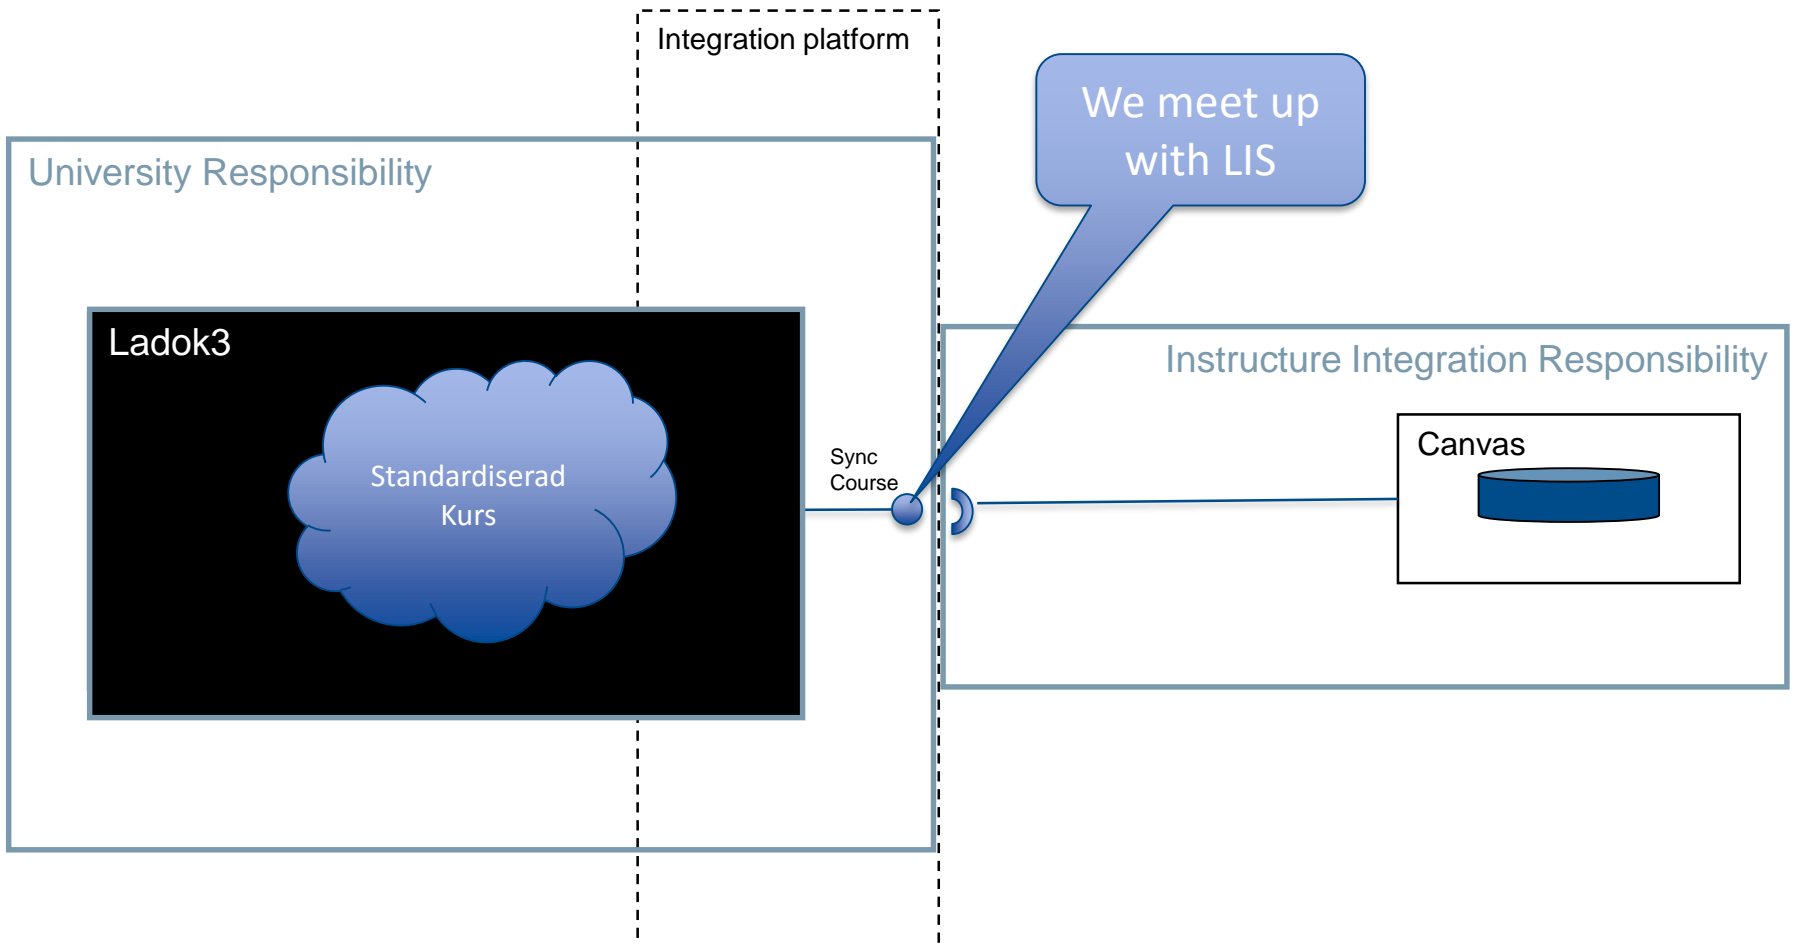 Integration platform
We meet up
with LIS
University Responsibility
Ladok3
Standardiserad
Kurs
Sync
Course
Instructure Integration Responsibility
Canvas